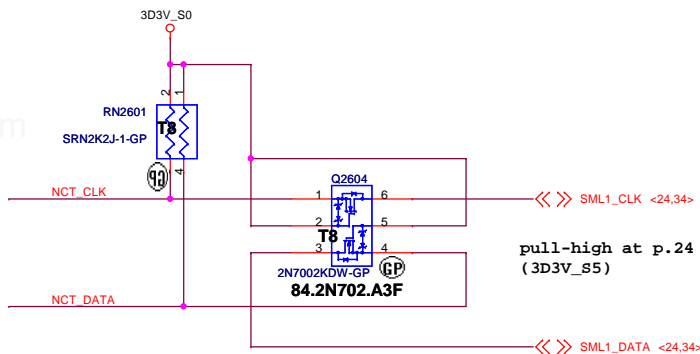 3D3V_S0
2
1
RN2601
T8
SRN2K2J-1-GP
3
4
NCT_CLK
Q2604
1
6
SML1_CLK <24,34>
2
5
T8
3
4
pull-high at p.24
(3D3V_S5)
2N7002KDW-GP
GP
84.2N702.A3F
NCT_DATA
SML1_DATA <24,34>